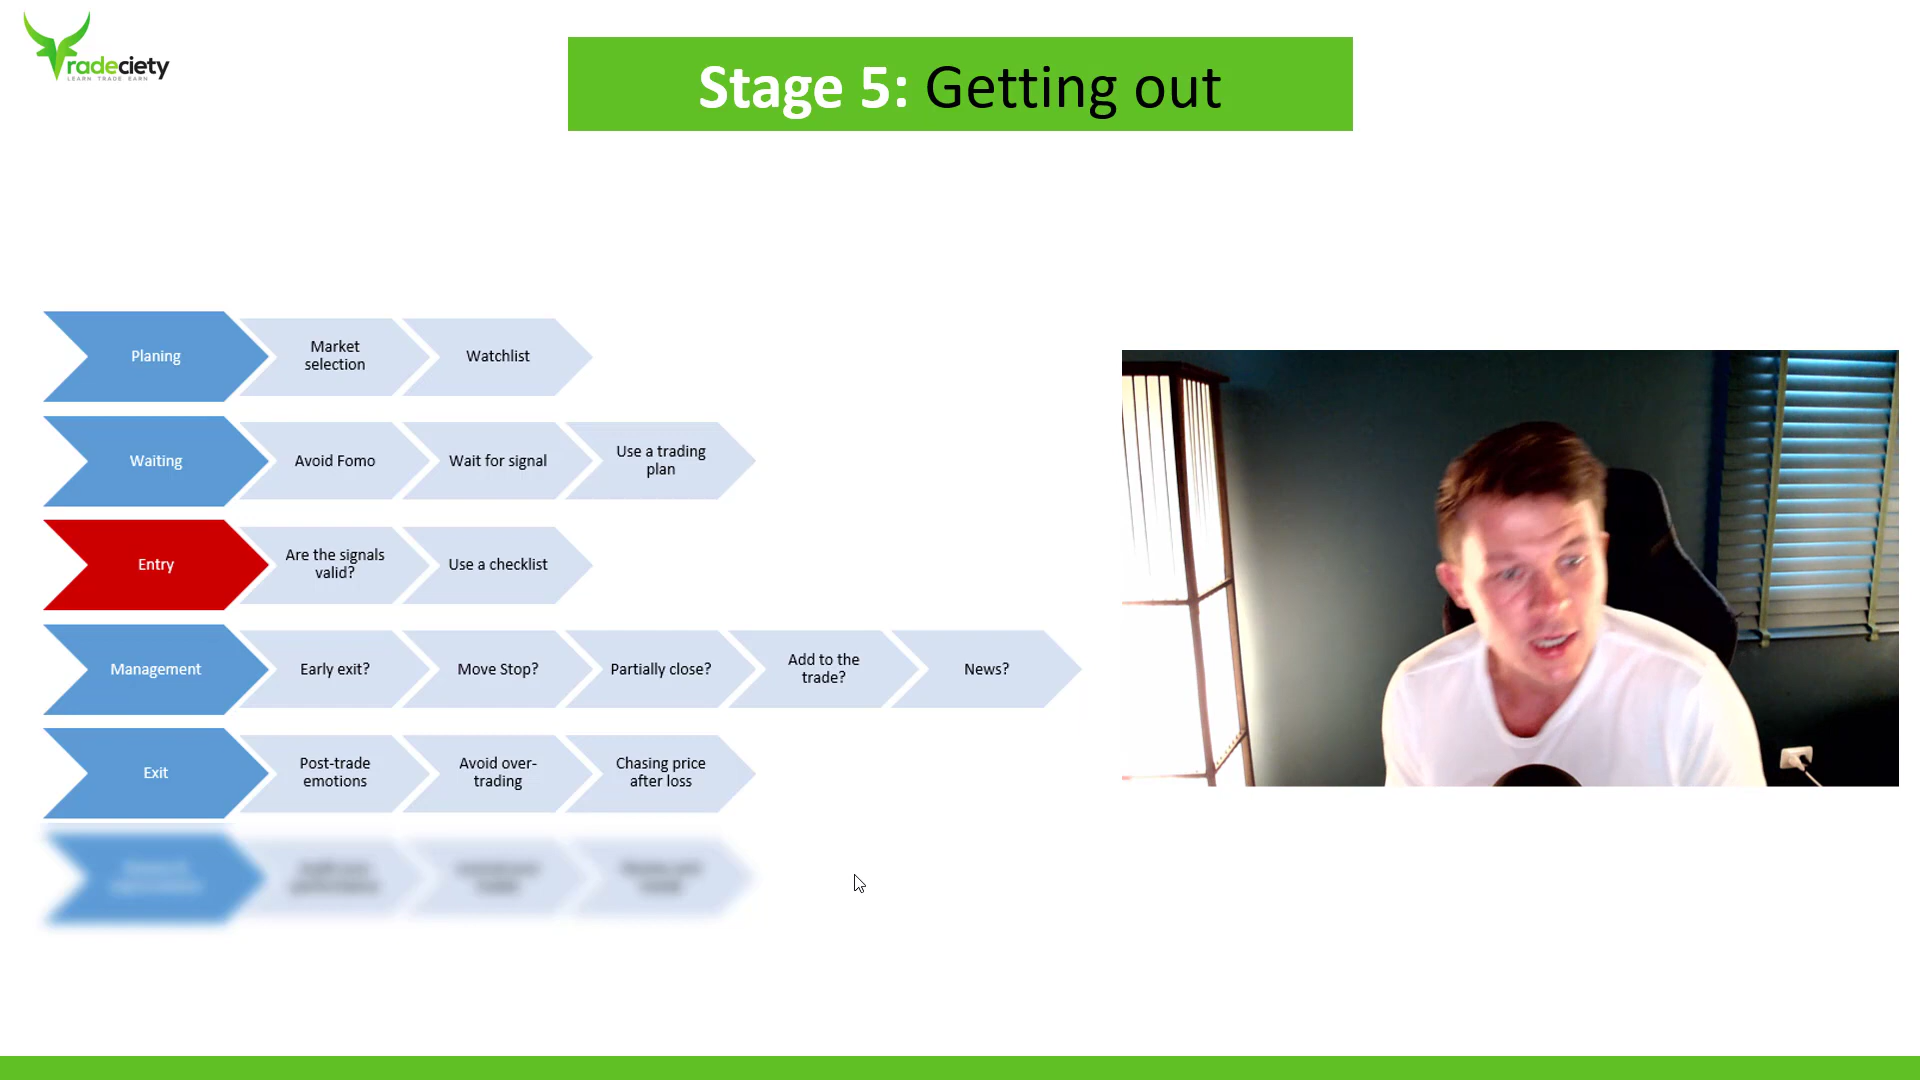 Tradeciety
LEARN TRADE EARN
Stage 5: Getting out
Planing
Market
selection
Watchlist
Waiting
Avoid Fomo
Wait for signal
Use a trading
plan
Entry
Are the signals
valid?
Use a checklist
Management
Early exit?
Move Stop?
Partially close?
Add to the
trade?
News?
Exit
Post-trade
emotions
Avoid over-
trading
Chasing price
after loss